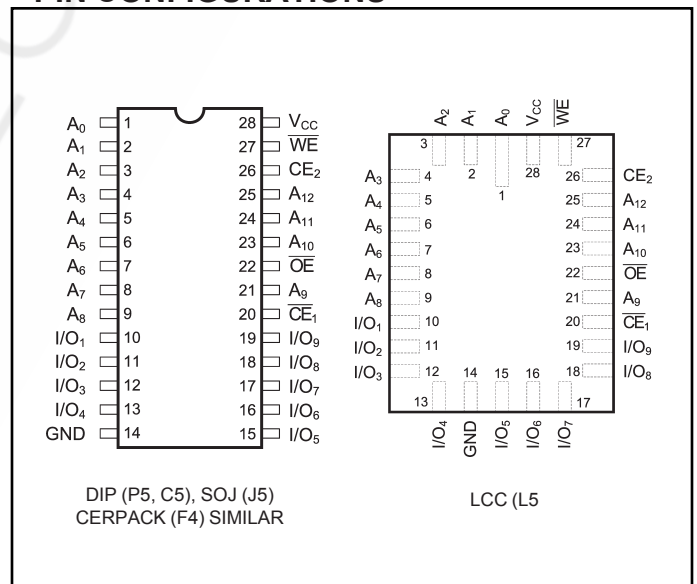 PIN CONFIGURATIONS
A0 1 28 VCC
A1 2 27 W̅E̅
A2 3 26 CE2
A3 4 25 A12
A4 5 24 A11
A5 6 23 A10
A6 7 22 O̅E̅
A7 8 21 A9
A8 9 20 C̅E̅1
I/O1 10 19 I/O9
I/O2 11 18 I/O8
I/O3 12 17 I/O7
I/O4 13 16 I/O6
GND 14 15 I/O5
DIP (P5, C5), SOJ (J5)
CERPACK (F4) SIMILAR
A2 A1 A0 VCC W̅E̅
3 2 1 28 27
A3 4 26 CE2
A4 5 25 A12
A5 6 24 A11
A6 7 23 A10
A7 8 22 O̅E̅
A8 9 21 A9
I/O1 10 20 C̅E̅1
I/O2 11 19 I/O9
I/O3 12 18 I/O8
13 14 15 16 17
I/O4 GND I/O5 I/O6 I/O7
LCC (L5